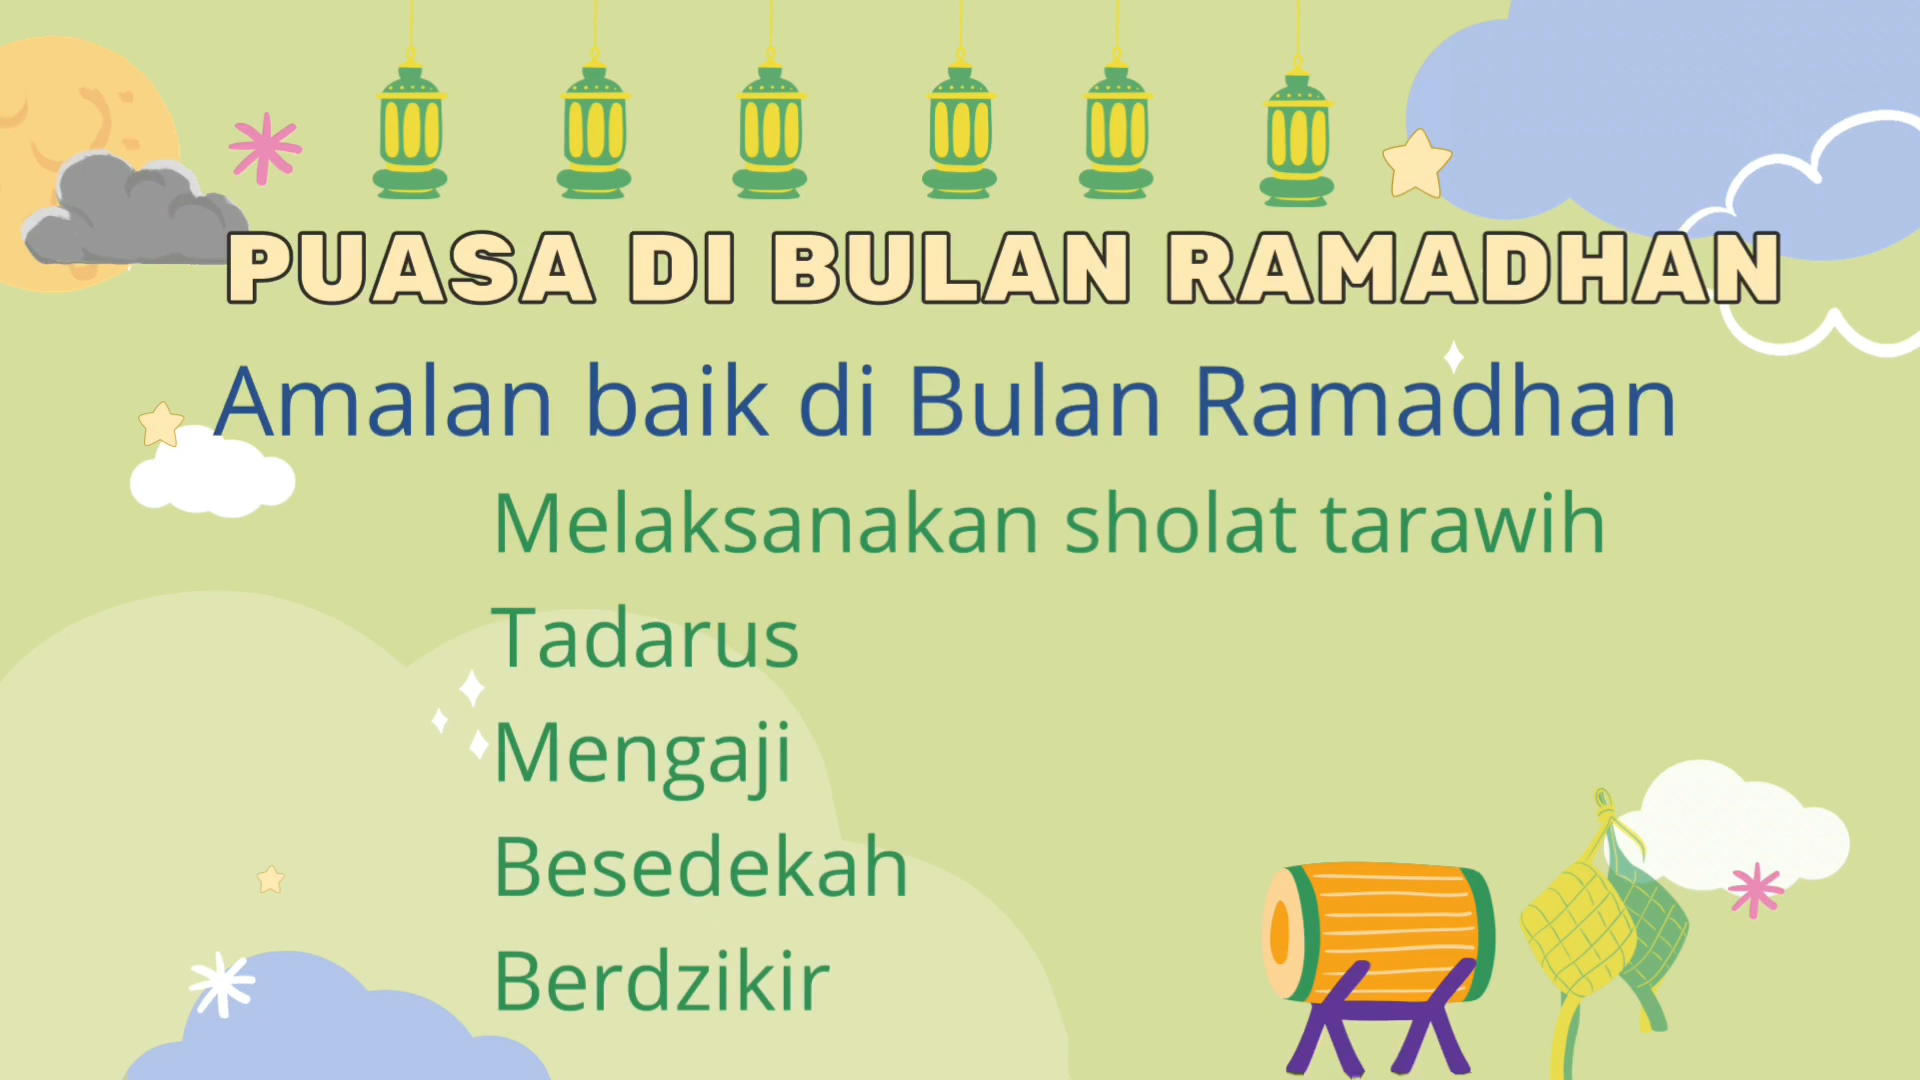 PUASA DI BULAN RAMADHAN
Amalan baik di Bulan Ramadhan
Melaksanakan sholat tarawih
Tadarus
Mengaji
Besedekah
Berdzikir